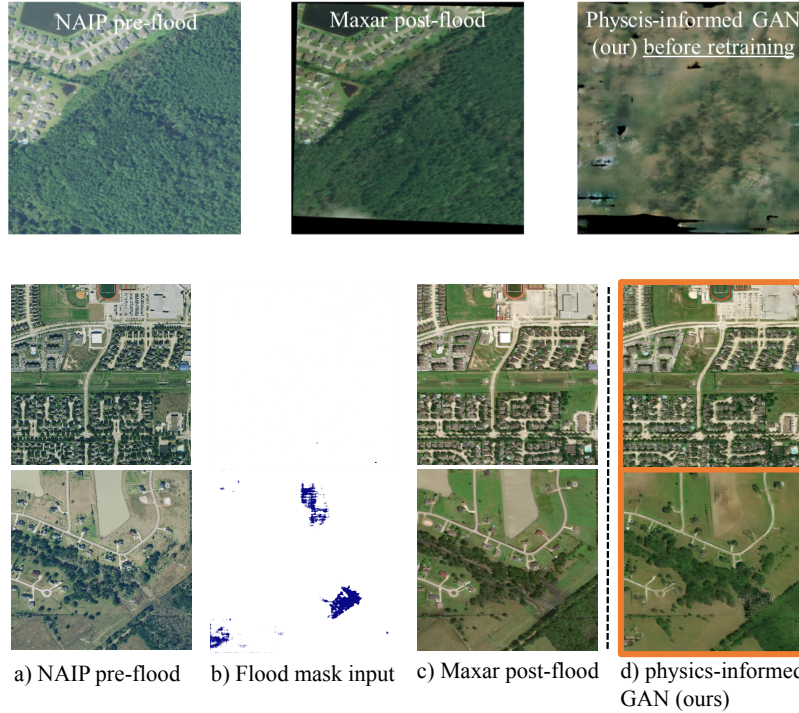 NAIP pre-flood
Maxar post-flood
Physcis-informed GAN
(our) before retraining
a) NAIP pre-flood
b) Flood mask input
c) Maxar post-flood
d) physics-informed
GAN (ours)